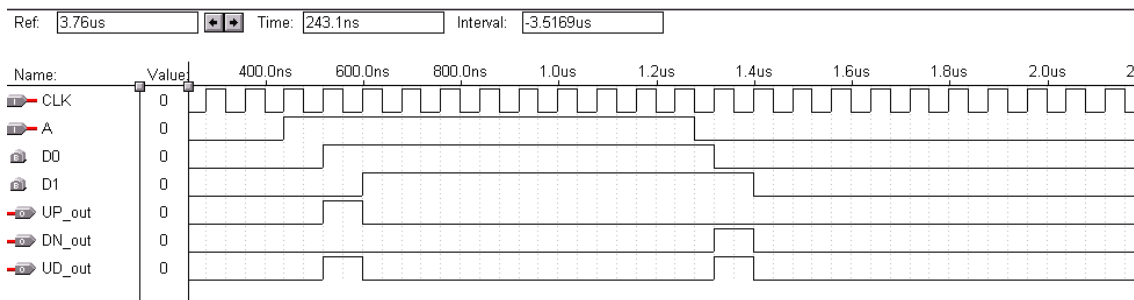 Ref: 3.76us Time: 243.1ns Interval: -3.5169us
Name: Value: 400.0ns 600.0ns 800.0ns 1.0us 1.2us 1.4us 1.6us 1.8us 2.0us 2
CLK 0
A 0
D0 0
D1 0
UP_out 0
DN_out 0
UD_out 0